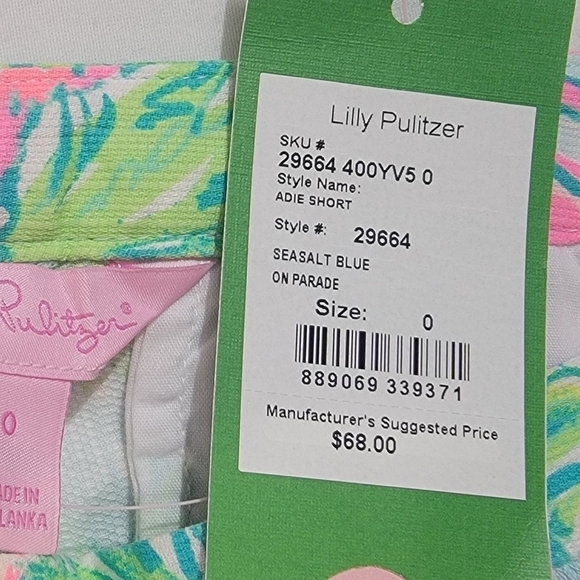 Lilly Pulitzer
SKU #
29664 400YV5 0
Style Name:
ADIE SHORT
Style #: 29664
SEASALT BLUE
ON PARADE
Size: 0
889069 339371
Manufacturer's Suggested Price
$68.00
Pulitzer®
0
ADE IN
LANKA